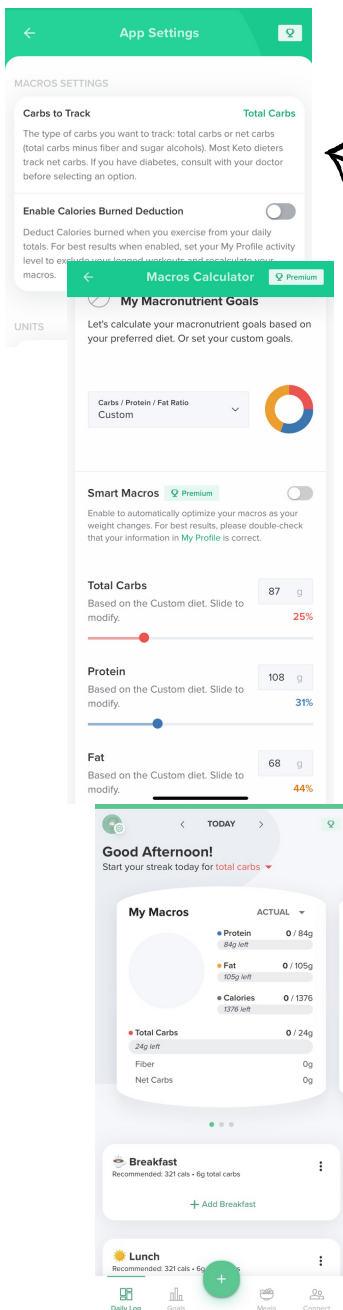 App Settings
MACROS SETTINGS
Carbs to Track Total Carbs
The type of carbs you want to track: total carbs or net carbs
(total carbs minus fiber and sugar alcohols). Most Keto dieters
track net carbs. If you have diabetes, consult with your doctor
before selecting an option.
Enable Calories Burned Deduction
Deduct Calories burned when you exercise from your daily
totals. For best results when enabled, set your My Profile activity
level to exclude your logged workouts and recalculate your
macros.
UNITS
Macros Calculator Premium
My Macronutrient Goals
Let's calculate your macronutrient goals based on
your preferred diet. Or set your custom goals.
Carbs / Protein / Fat Ratio
Custom
Smart Macros Premium
Enable to automatically optimize your macros as your
weight changes. For best results, please double-check
that your information in My Profile is correct.
Total Carbs 87 g
Based on the Custom diet. Slide to
modify. 25%
Protein 108 g
Based on the Custom diet. Slide to
modify. 31%
Fat 68 g
Based on the Custom diet. Slide to
modify. 44%
TODAY
Good Afternoon!
Start your streak today for total carbs
My Macros ACTUAL
Protein 0 / 84g
84g left
Fat 0 / 105g
105g left
Calories 0 / 1376
1376 left
Total Carbs 0 / 24g
24g left
Fiber 0g
Net Carbs 0g
Breakfast
Recommended: 321 cals • 6g total carbs
+ Add Breakfast
Lunch
Recommended: 321 cals • 6g
Daily Log Goals Meals Connect